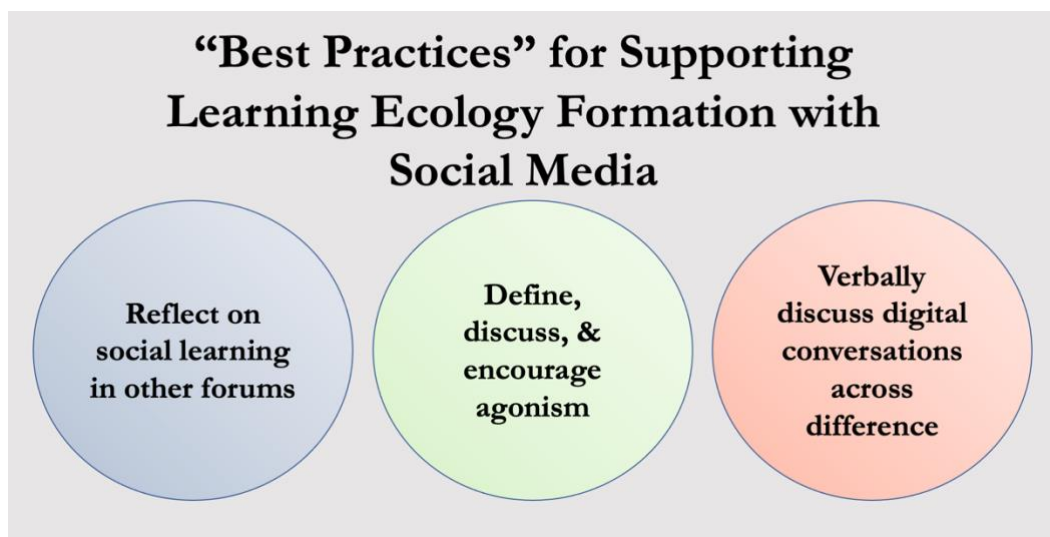 “Best Practices” for Supporting
Learning Ecology Formation with
Social Media
Reflect on
social learning
in other forums
Define,
discuss, &
encourage
agonism
Verbally
discuss digital
conversations
across
difference